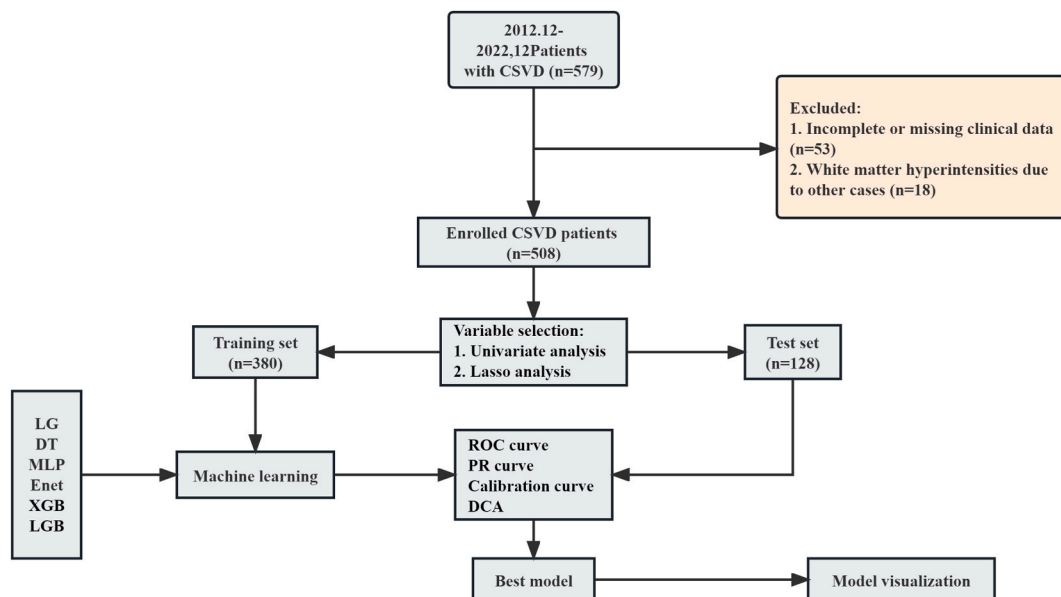 2012.12-
2022,12Patients
with CSVD (n=579)
Excluded:
1. Incomplete or missing clinical data
(n=53)
2. White matter hyperintensities due
to other cases (n=18)
Enrolled CSVD patients
(n=508)
Training set
(n=380)
Variable selection:
1. Univariate analysis
2. Lasso analysis
Test set
(n=128)
LG
DT
MLP
Enet
XGB
LGB
Machine learning
ROC curve
PR curve
Calibration curve
DCA
Best model
Model visualization